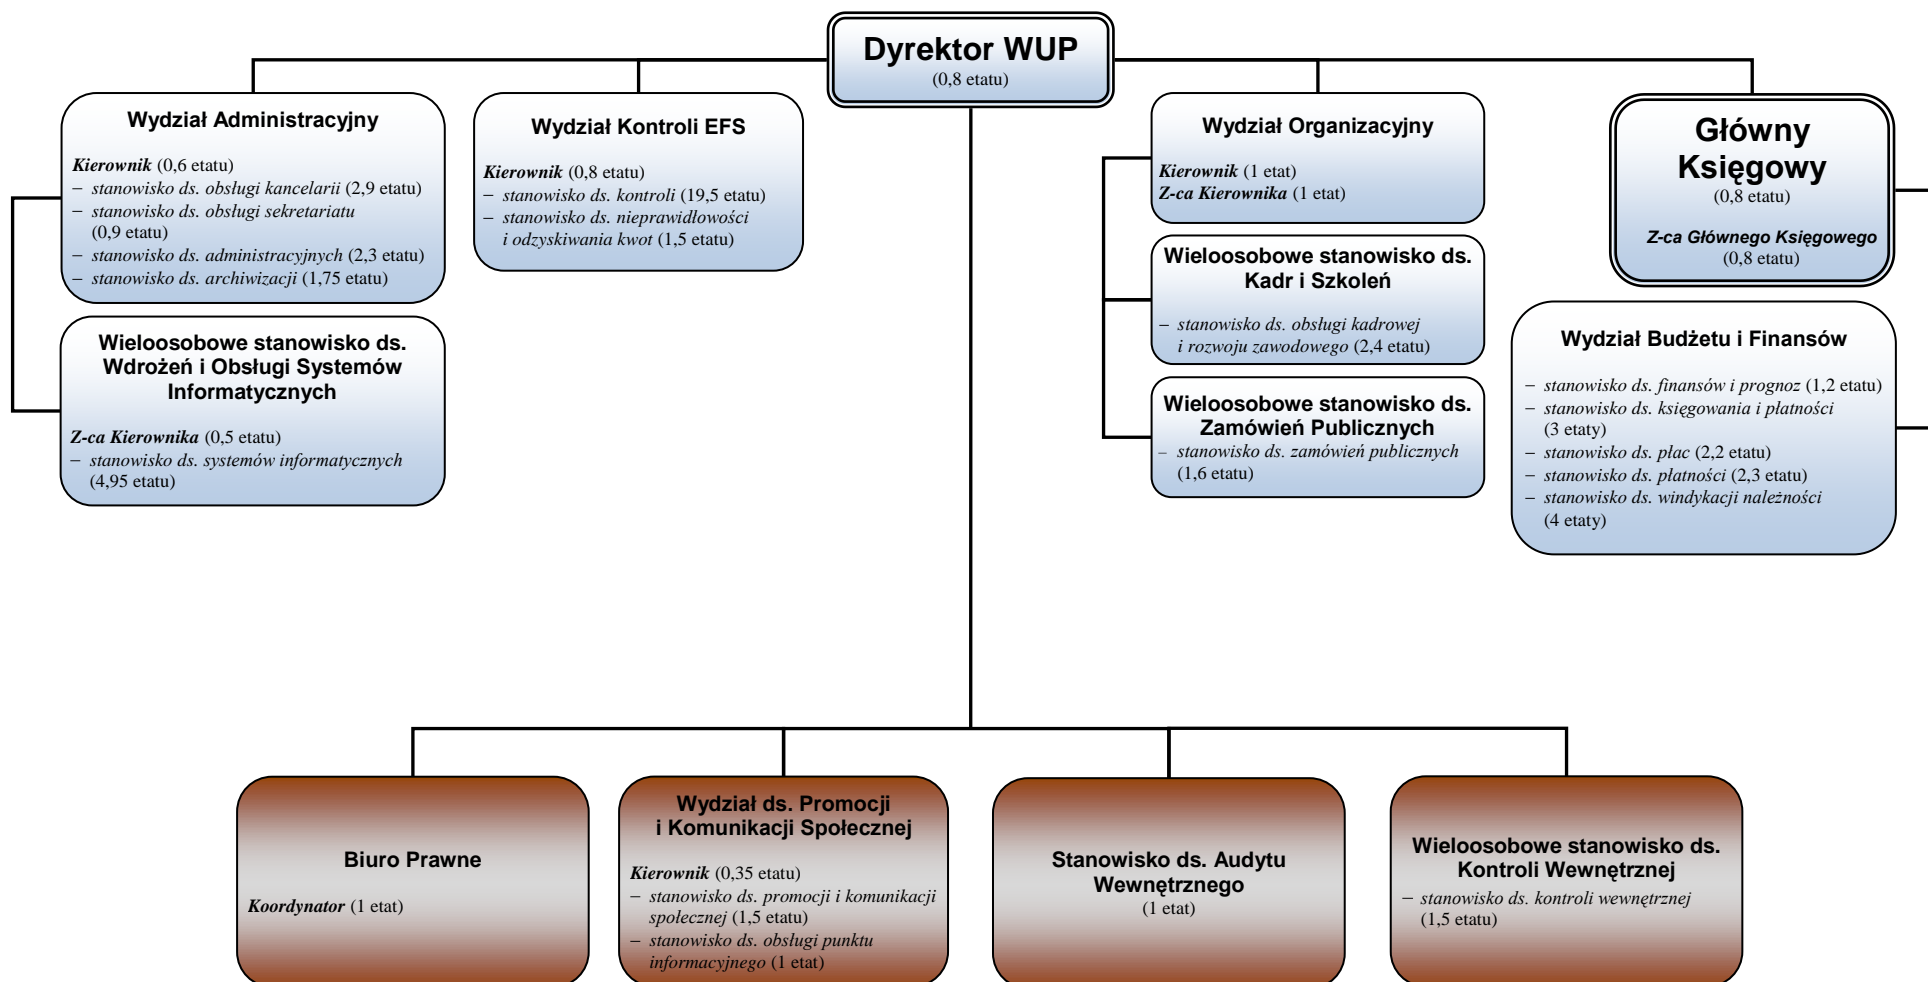 Dyrektor WUP
(0,8 etatu)
Wydział Administracyjny
Kierownik (0,6 etatu)
– stanowisko ds. obsługi kancelarii (2,9 etatu)
– stanowisko ds. obsługi sekretariatu
(0,9 etatu)
– stanowisko ds. administracyjnych (2,3 etatu)
– stanowisko ds. archiwizacji (1,75 etatu)
Wieloosobowe stanowisko ds.
Wdrożeń i Obsługi Systemów
Informatycznych
Z-ca Kierownika (0,5 etatu)
– stanowisko ds. systemów informatycznych
(4,95 etatu)
Wydział Kontroli EFS
Kierownik (0,8 etatu)
– stanowisko ds. kontroli (19,5 etatu)
– stanowisko ds. nieprawidłowości
i odzyskiwania kwot (1,5 etatu)
Wydział Organizacyjny
Kierownik (1 etat)
Z-ca Kierownika (1 etat)
Wieloosobowe stanowisko ds.
Kadr i Szkoleń
– stanowisko ds. obsługi kadrowej
i rozwoju zawodowego (2,4 etatu)
Wieloosobowe stanowisko ds.
Zamówień Publicznych
– stanowisko ds. zamówień publicznych
(1,6 etatu)
Główny
Księgowy
(0,8 etatu)
Z-ca Głównego Księgowego
(0,8 etatu)
Wydział Budżetu i Finansów
– stanowisko ds. finansów i prognoz (1,2 etatu)
– stanowisko ds. księgowania i płatności
(3 etaty)
– stanowisko ds. płac (2,2 etatu)
– stanowisko ds. płatności (2,3 etatu)
– stanowisko ds. windykacji należności
(4 etaty)
Biuro Prawne
Koordynator (1 etat)
Wydział ds. Promocji
i Komunikacji Społecznej
Kierownik (0,35 etatu)
– stanowisko ds. promocji i komunikacji
społecznej (1,5 etatu)
– stanowisko ds. obsługi punktu
informacyjnego (1 etat)
Stanowisko ds. Audytu
Wewnętrznego
(1 etat)
Wieloosobowe stanowisko ds.
Kontroli Wewnętrznej
– stanowisko ds. kontroli wewnętrznej
(1,5 etatu)